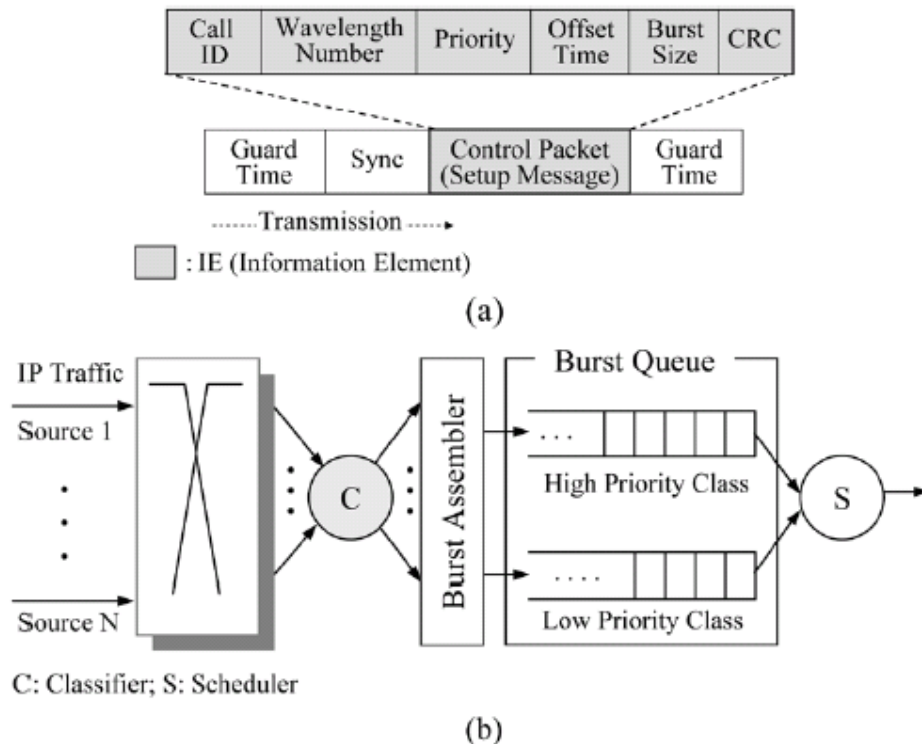 Call ID
Wavelength Number
Priority
Offset Time
Burst Size
CRC
Guard Time
Sync
Control Packet (Setup Message)
Guard Time
Transmission
: IE (Information Element)
(a)
IP Traffic
Source 1
Source N
C
Burst Assembler
Burst Queue
High Priority Class
Low Priority Class
S
C: Classifier; S: Scheduler
(b)